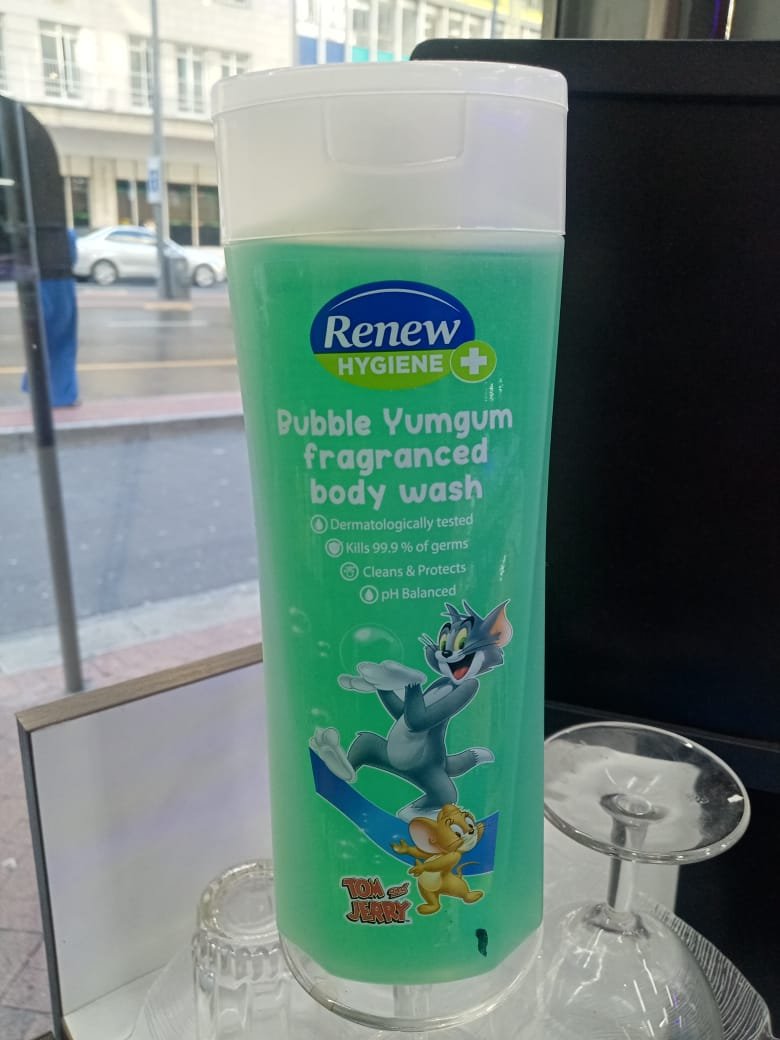 Renew
HYGIENE
Bubble Yumgum
fragranced
body wash
Dermatologically tested
Kills 99.9 % of germs
Cleans & Protects
pH Balanced
TOM and
JERRY